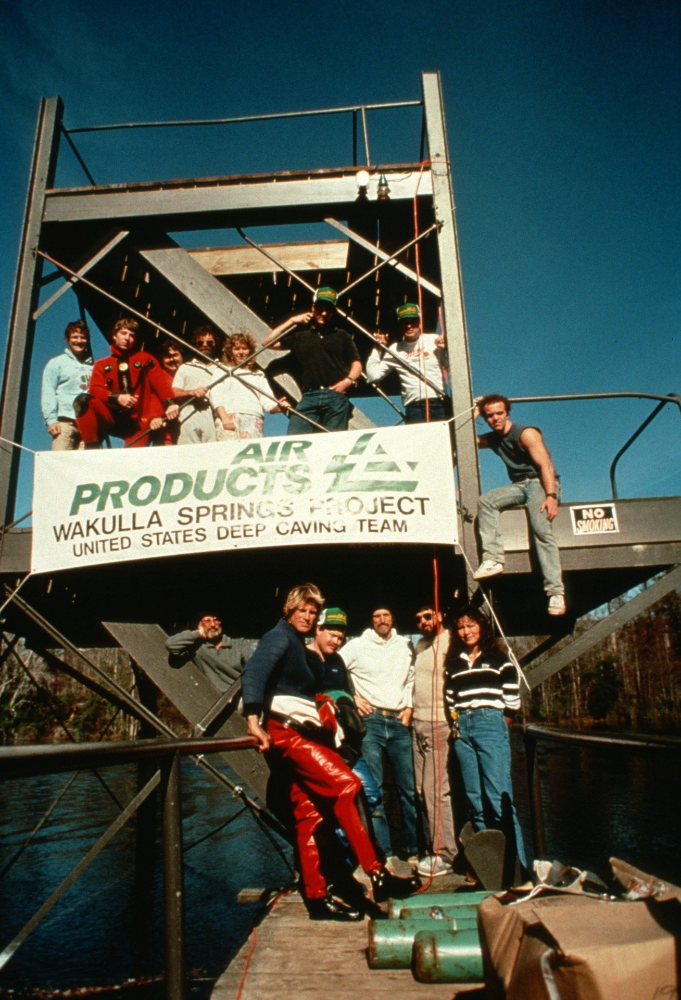 AIR
PRODUCTS
WAKULLA SPRINGS PROJECT
UNITED STATES DEEP CAVING TEAM
NO
SMOKING